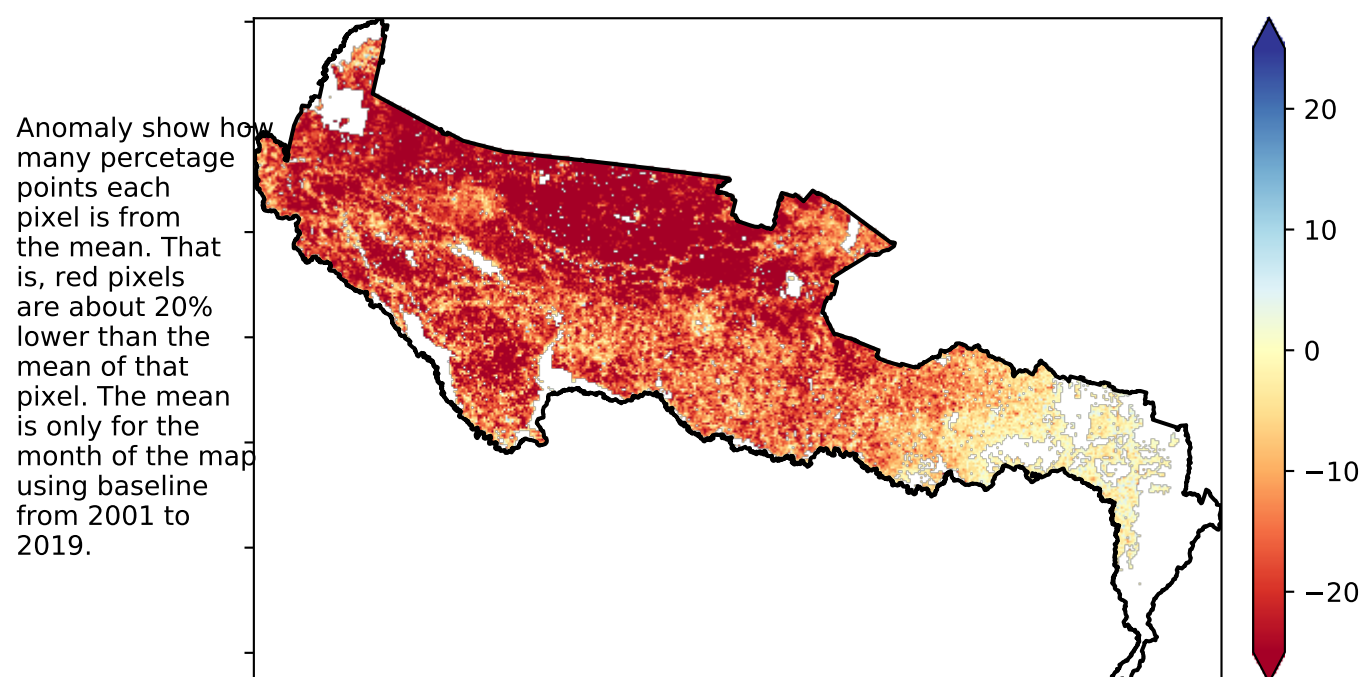 Anomaly show how
many percetage
points each
pixel is from
the mean. That
is, red pixels
are about 20%
lower than the
mean of that
pixel. The mean
is only for the
month of the map
using baseline
from 2001 to
2019.
20
10
0
−10
−20